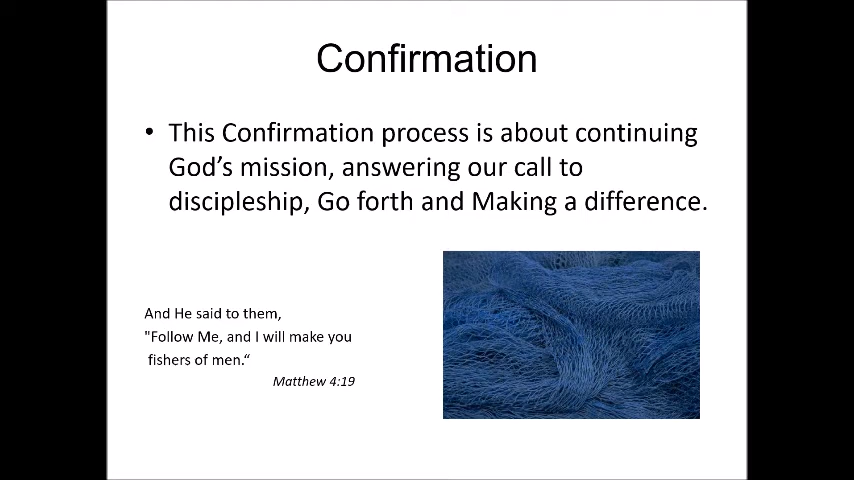 Confirmation
• This Confirmation process is about continuing
God’s mission, answering our call to
discipleship, Go forth and Making a difference.
And He said to them,
"Follow Me, and I will make you
fishers of men.“
Matthew 4:19